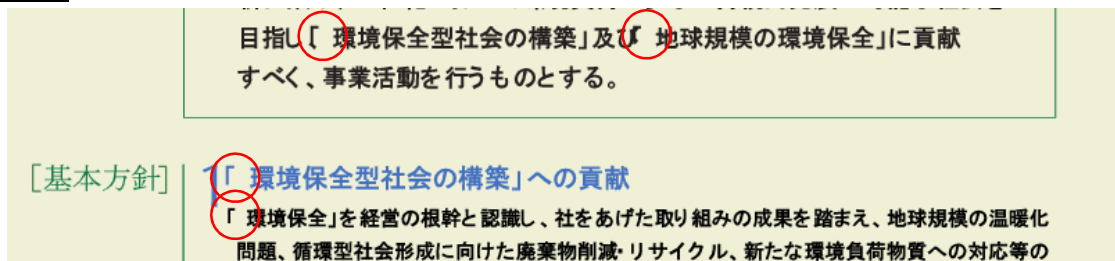 目指し「環境保全型社会の構築」及び「地球規模の環境保全」に貢献
すべく、事業活動を行うものとする。
[基本方針]
1「環境保全型社会の構築」への貢献
「環境保全」を経営の根幹と認識し、社をあげた取り組みの成果を踏まえ、地球規模の温暖化
問題、循環型社会形成に向けた廃棄物削減・リサイクル、新たな環境負荷物質への対応等の